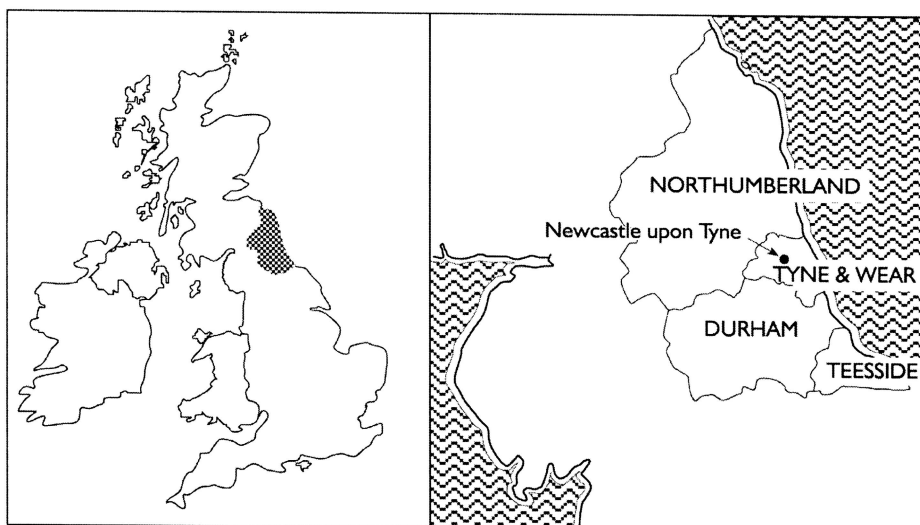 NORTHUMBERLAND
Newcastle upon Tyne
TYNE & WEAR
DURHAM
TEESSIDE